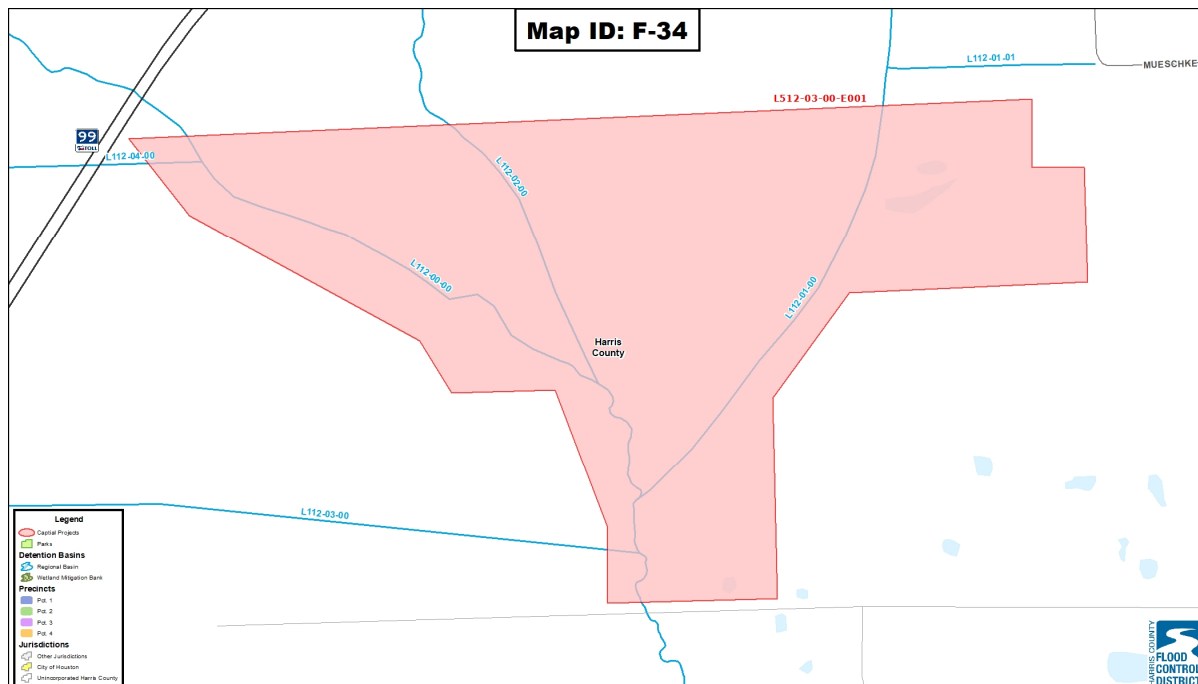 Map ID: F-34
L112-01-01
MUESCHKE
L512-03-00-E001
99
TOLL
L112-04-00
L112-02-00
L112-00-00
L112-01-00
Harris
County
L112-03-00
Legend
Captial Projects
Parks
Detention Basins
Regional Basin
Wetland Mitigation Bank
Precincts
Pct. 1
Pct. 2
Pct. 3
Pct. 4
Jurisdictions
Other Jurisdictions
City of Houston
Unincorporated Harris County
HARRIS COUNTY
FLOOD
CONTROL
DISTRICT